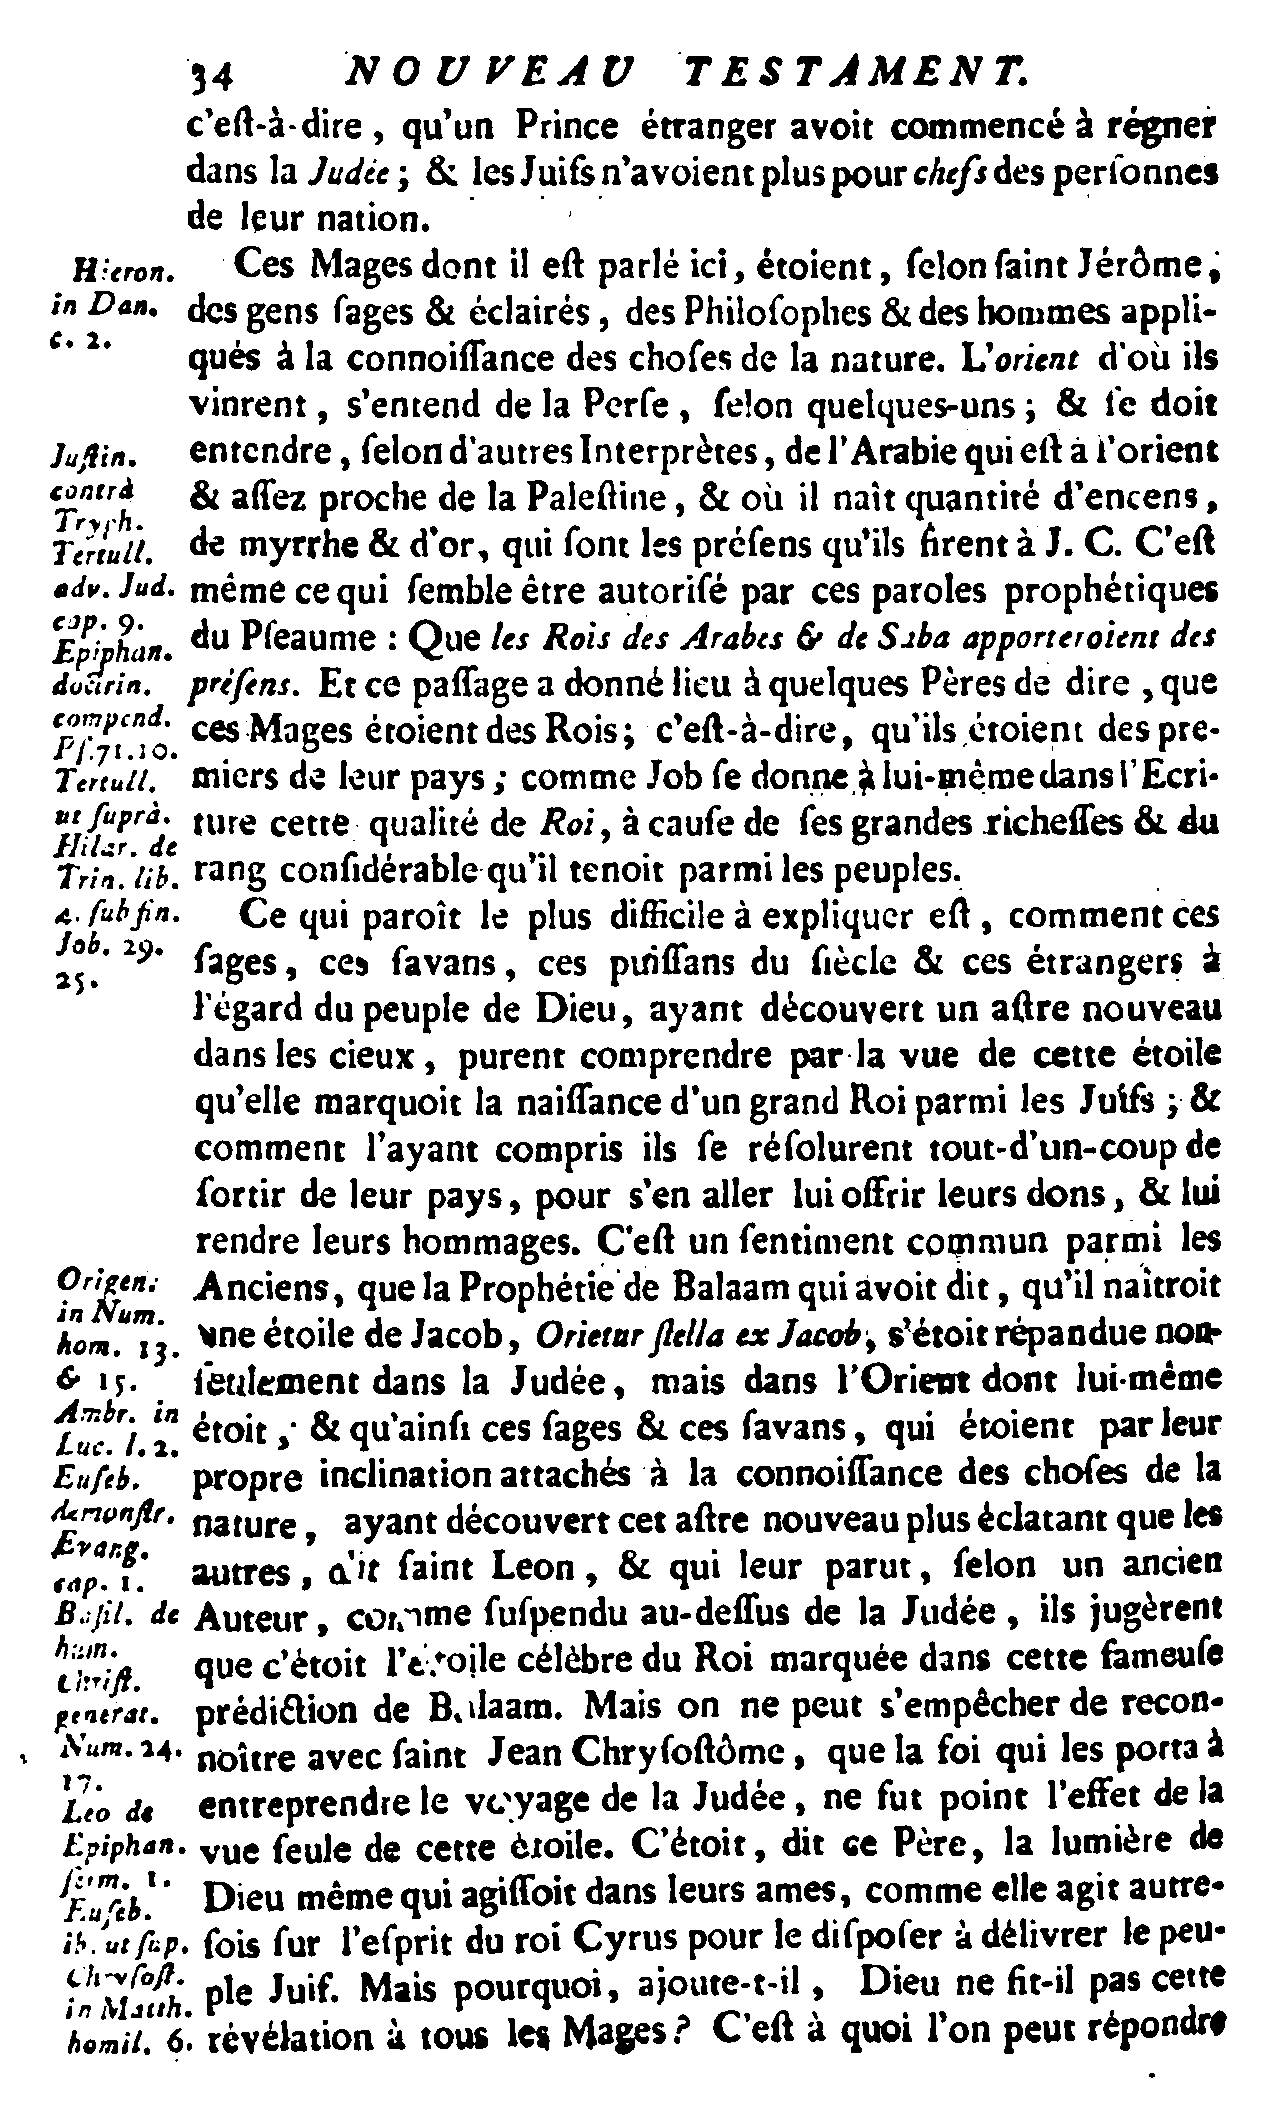 34 NOUVEAU TESTAMENT.
c'eſt-à-dire, qu'un Prince étranger avoit commencé à régner
dans la Judée; & les Juifs n'avoient plus pour chefs des perſonnes
de leur nation.
Ces Mages dont il eſt parlé ici, étoient, ſelon ſaint Jérôme,
des gens ſages & éclairés, des Philoſophes & des hommes appli-
qués à la connoiſſance des choſes de la nature. L'orient d'où ils
vinrent, s'entend de la Perſe, ſelon quelques-uns; & ſe doit
entendre, ſelon d'autres Interprètes, de l'Arabie qui eſt à l'orient
& aſſez proche de la Paleſtine, & où il naît quantité d'encens,
de myrrhe & d'or, qui ſont les préſens qu'ils firent à J. C. C'eſt
même ce qui ſemble être autoriſé par ces paroles prophétiques
du Pſeaume : Que les Rois des Arabes & de Saba apporteroient des
préſens. Et ce paſſage a donné lieu à quelques Pères de dire, que
ces Mages étoient des Rois; c'eſt-à-dire, qu'ils étoient des pre-
miers de leur pays; comme Job ſe donne à lui-même dans l'Ecri-
ture cette qualité de Roi, à cauſe de ſes grandes richeſſes & du
rang conſidérable qu'il tenoit parmi les peuples.
Ce qui paroît le plus difficile à expliquer eſt, comment ces
ſages, ces ſavans, ces puiſſans du ſiècle & ces étrangers à
l'égard du peuple de Dieu, ayant découvert un aſtre nouveau
dans les cieux, purent comprendre par la vue de cette étoile
qu'elle marquoit la naiſſance d'un grand Roi parmi les Juifs; &
comment l'ayant compris ils ſe réſolurent tout-d'un-coup de
ſortir de leur pays, pour s'en aller lui offrir leurs dons, & lui
rendre leurs hommages. C'eſt un ſentiment commun parmi les
Anciens, que la Prophétie de Balaam qui avoit dit, qu'il naîtroit
une étoile de Jacob, Orietur ſtella ex Jacob, s'étoit répandue non-
ſeulement dans la Judée, mais dans l'Orient dont lui-même
étoit; & qu'ainſi ces ſages & ces ſavans, qui étoient par leur
propre inclination attachés à la connoiſſance des choſes de la
nature, ayant découvert cet aſtre nouveau plus éclatant que les
autres, dit ſaint Leon, & qui leur parut, ſelon un ancien
Auteur, comme ſuſpendu au-deſſus de la Judée, ils jugèrent
que c'étoit l'étoile célèbre du Roi marquée dans cette fameuſe
prédiction de Balaam. Mais on ne peut s'empêcher de recon-
noître avec ſaint Jean Chryſoſtôme, que la foi qui les porta à
entreprendre le voyage de la Judée, ne fut point l'effet de la
vue ſeule de cette étoile. C'étoit, dit ce Père, la lumière de
Dieu même qui agiſſoit dans leurs ames, comme elle agit autre-
fois ſur l'eſprit du roi Cyrus pour le diſpoſer à délivrer le peu-
ple Juif. Mais pourquoi, ajoute-t-il, Dieu ne fit-il pas cette
révélation à tous les Mages? C'eſt à quoi l'on peut répondre
Hieron.
in Dan.
c. 2.
Juſtin.
contrà
Tryph.
Tertull.
adv. Jud.
cap. 9.
Epiphan.
doctrin.
compend.
Pſ. 71. 10.
Tertull.
ut ſuprà.
Hilar. de
Trin. lib.
4. ſub fin.
Job. 29.
25.
Origen.
in Num.
hom. 13.
& 15.
Ambr. in
Luc. l. 2.
Euſeb.
demonſtr.
Evang.
cap. 1.
Baſil. de
hum.
Chriſt.
generat.
Num. 24.
17.
Leo de
Epiphan.
ſerm. 1.
Euſeb.
ib. ut ſup.
Chryſoſt.
in Matth.
homil. 6.